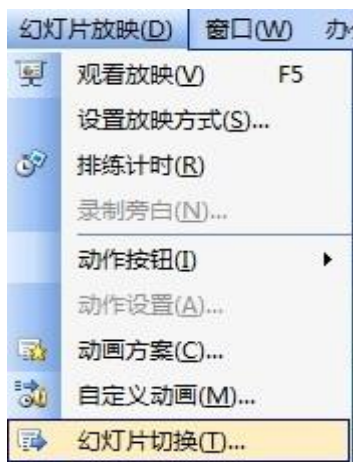 幻灯片放映(D) 窗口(W) 办
观看放映(V) F5
设置放映方式(S)...
排练计时(R)
录制旁白(N)...
动作按钮(I)
动作设置(A)...
动画方案(C)...
自定义动画(M)...
幻灯片切换(T)...